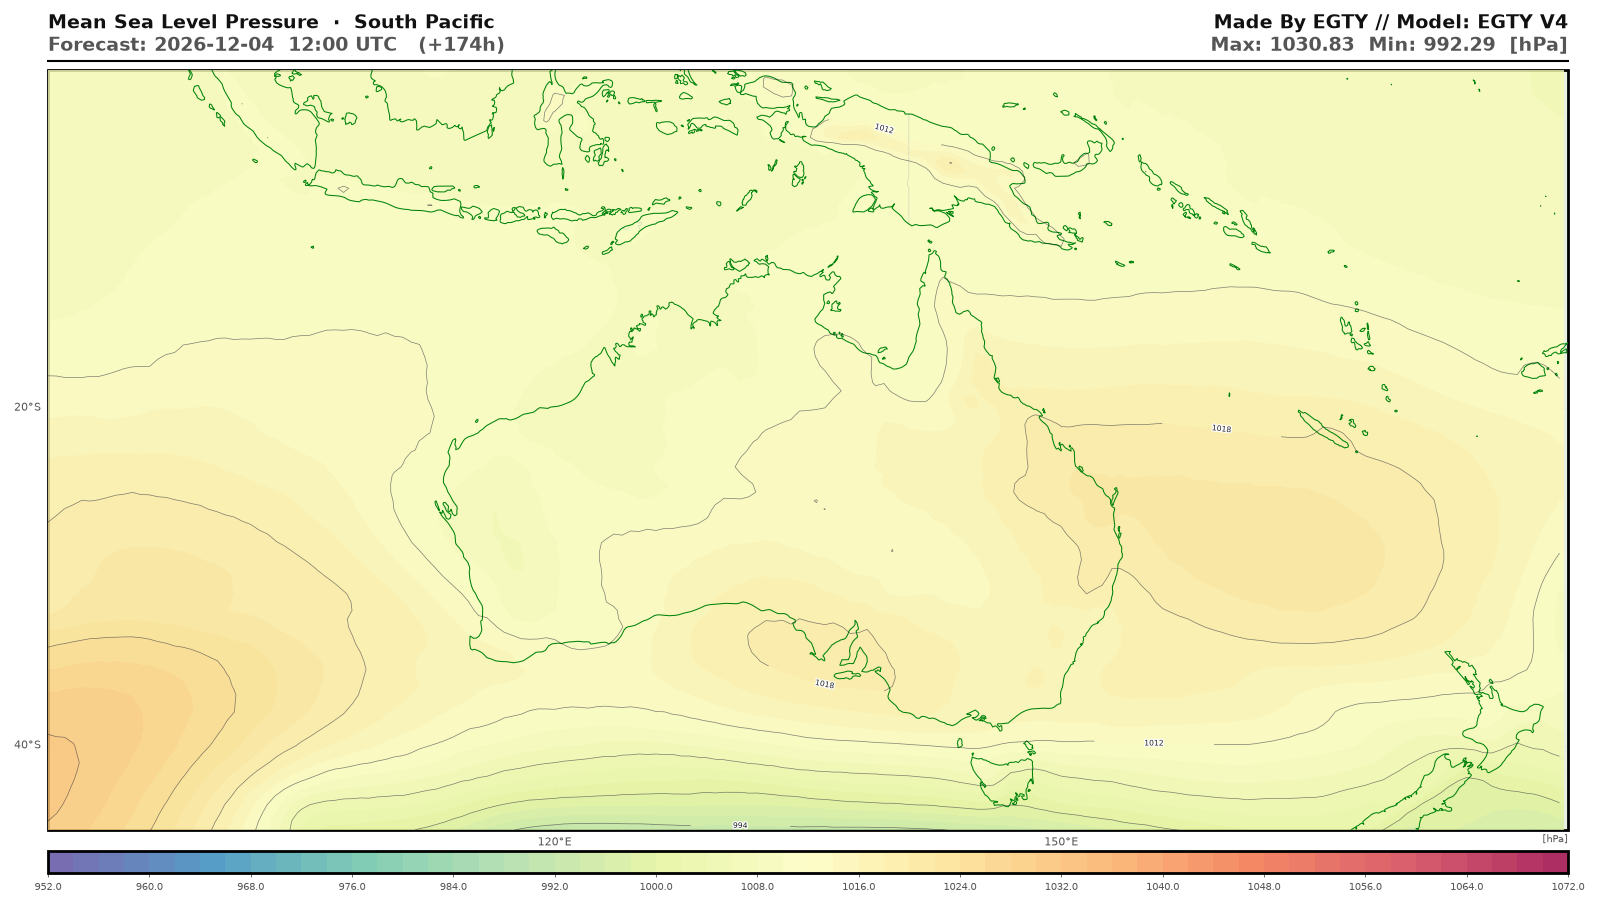 Mean Sea Level Pressure · South Pacific
Made By EGTY // Model: EGTY V4
Forecast: 2026-12-04 12:00 UTC (+174h)
Max: 1030.83 Min: 992.29 [hPa]
1012
20°S
1018
1018
40°S
1012
994
120°E
150°E
[hPa]
952.0
960.0
968.0
976.0
984.0
992.0
1000.0
1008.0
1016.0
1024.0
1032.0
1040.0
1048.0
1056.0
1064.0
1072.0